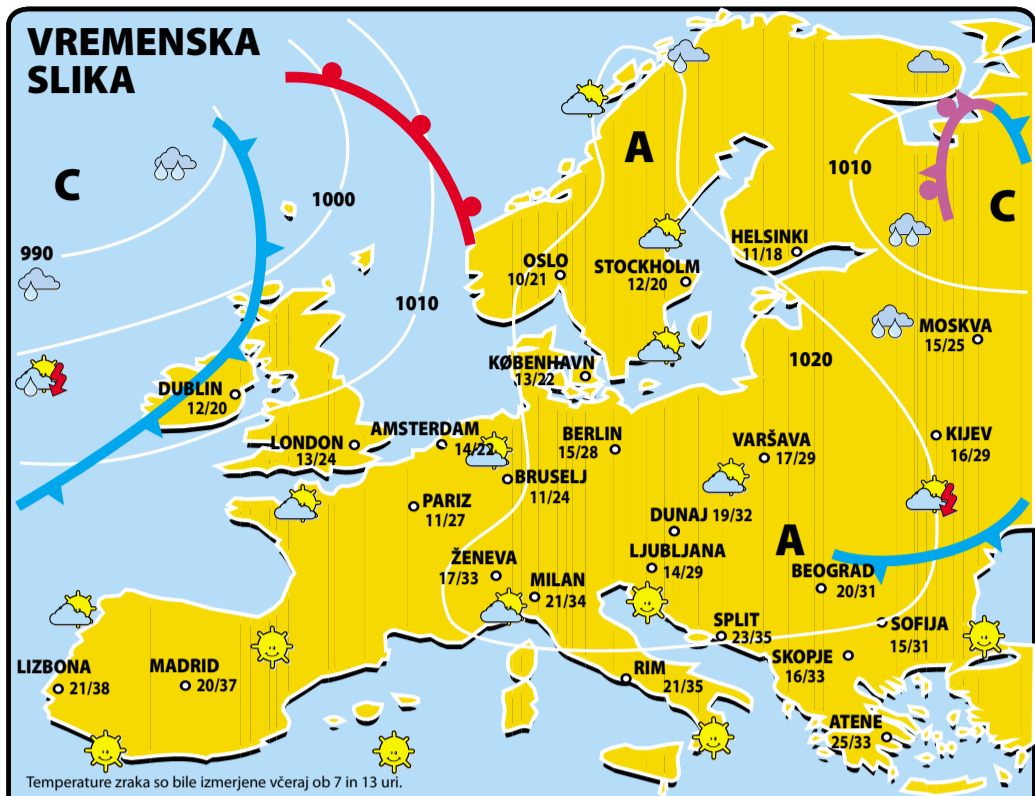 VREMENSKA
SLIKA
A
C
1010
1000
C
990
HELSINKI
11/18
OSLO
10/21
STOCKHOLM
12/20
1010
MOSKVA
15/25
1020
KØBENHAVN
13/22
DUBLIN
12/20
AMSTERDAM
14/22
LONDON
13/24
BERLIN
15/28
VARŠAVA
17/29
KIJEV
16/29
BRUSELJ
11/24
PARIZ
11/27
DUNAJ 19/32
A
LJUBLJANA
14/29
ŽENEVA
17/33
MILAN
21/34
BEOGRAD
20/31
SPLIT
23/35
SOFIJA
15/31
SKOPJE
16/33
LIZBONA
21/38
MADRID
20/37
RIM
21/35
ATENE
25/33
Temperature zraka so bile izmerjene včeraj ob 7 in 13 uri.